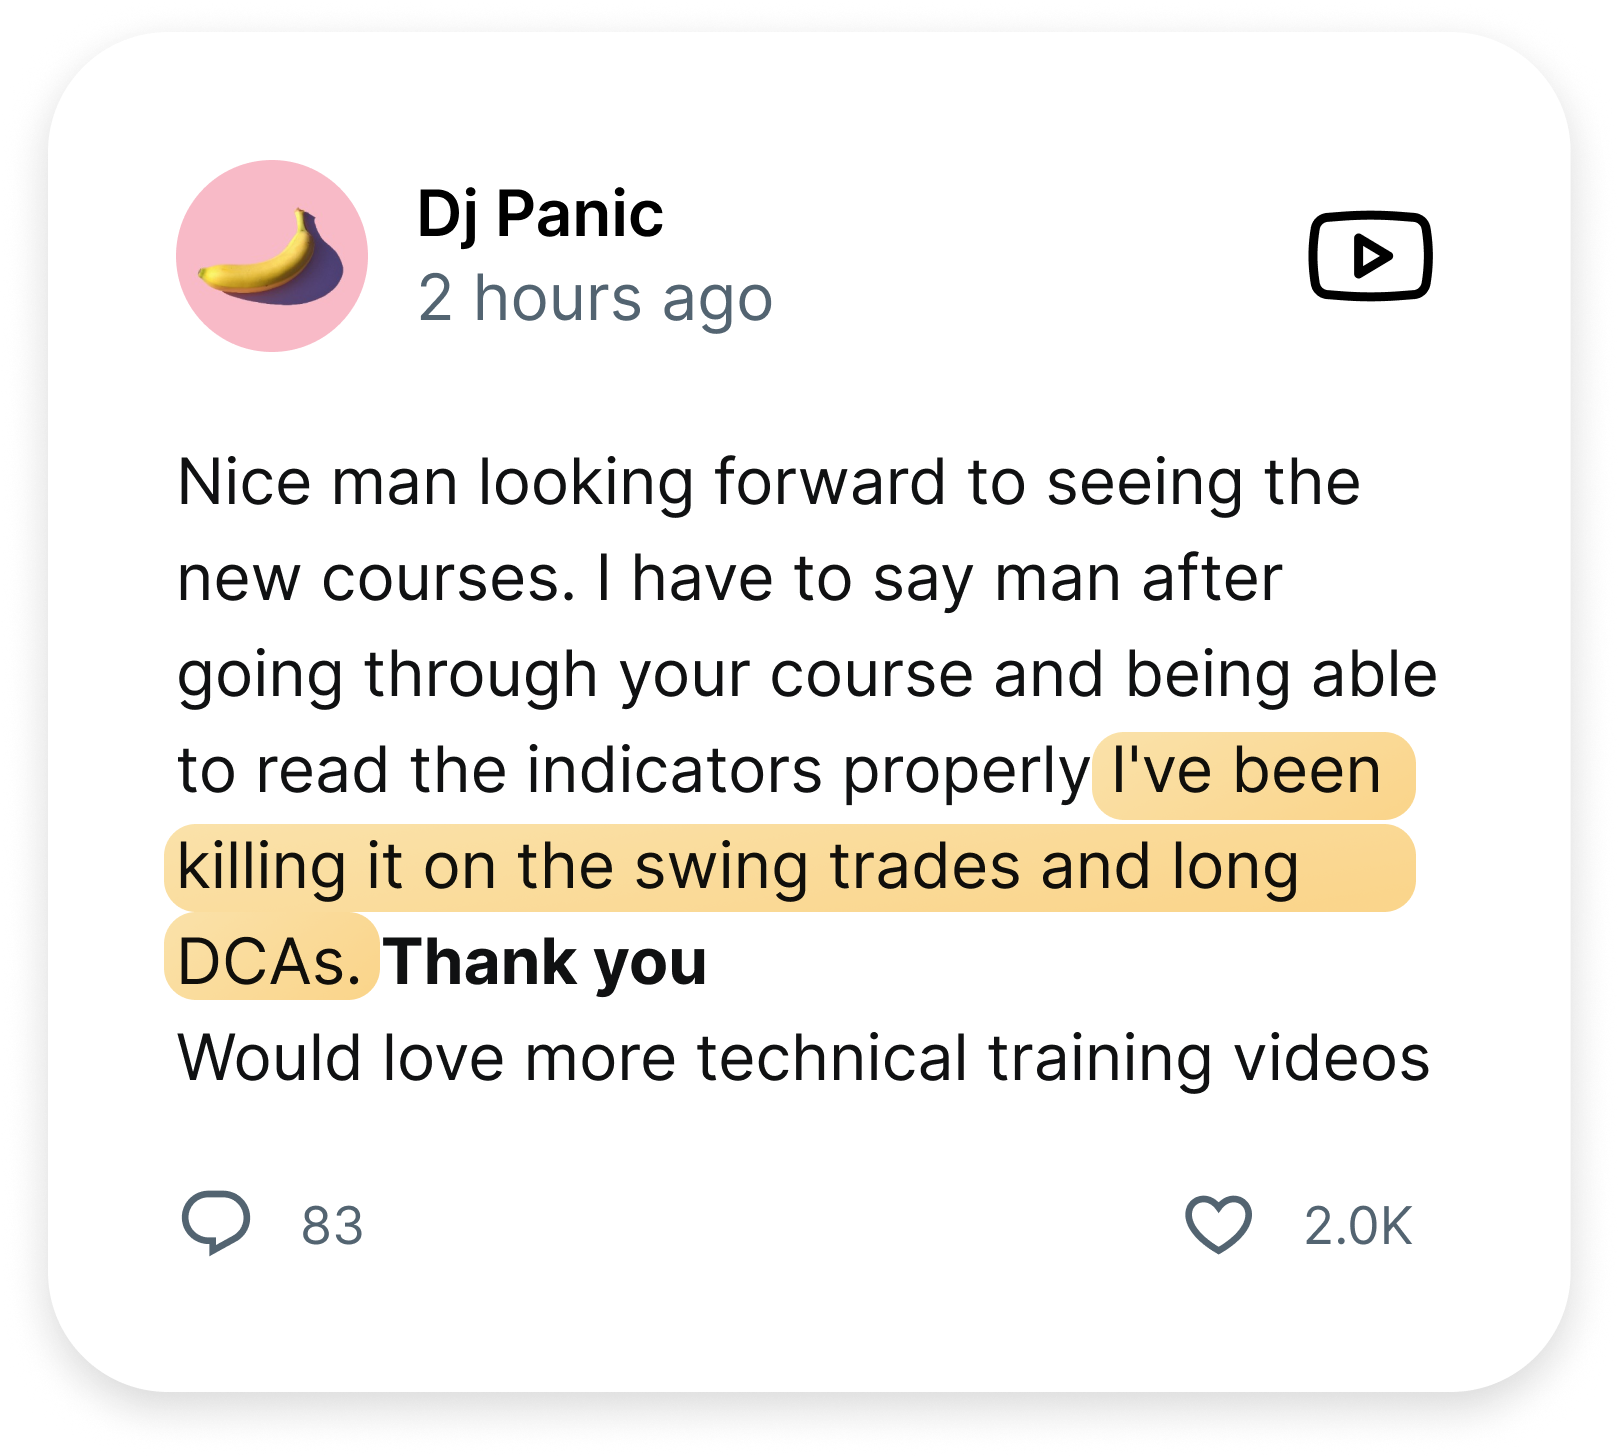 Dj Panic
2 hours ago
Nice man looking forward to seeing the
new courses. I have to say man after
going through your course and being able
to read the indicators properly I've been
killing it on the swing trades and long
DCAs. Thank you
Would love more technical training videos
83
2.0K